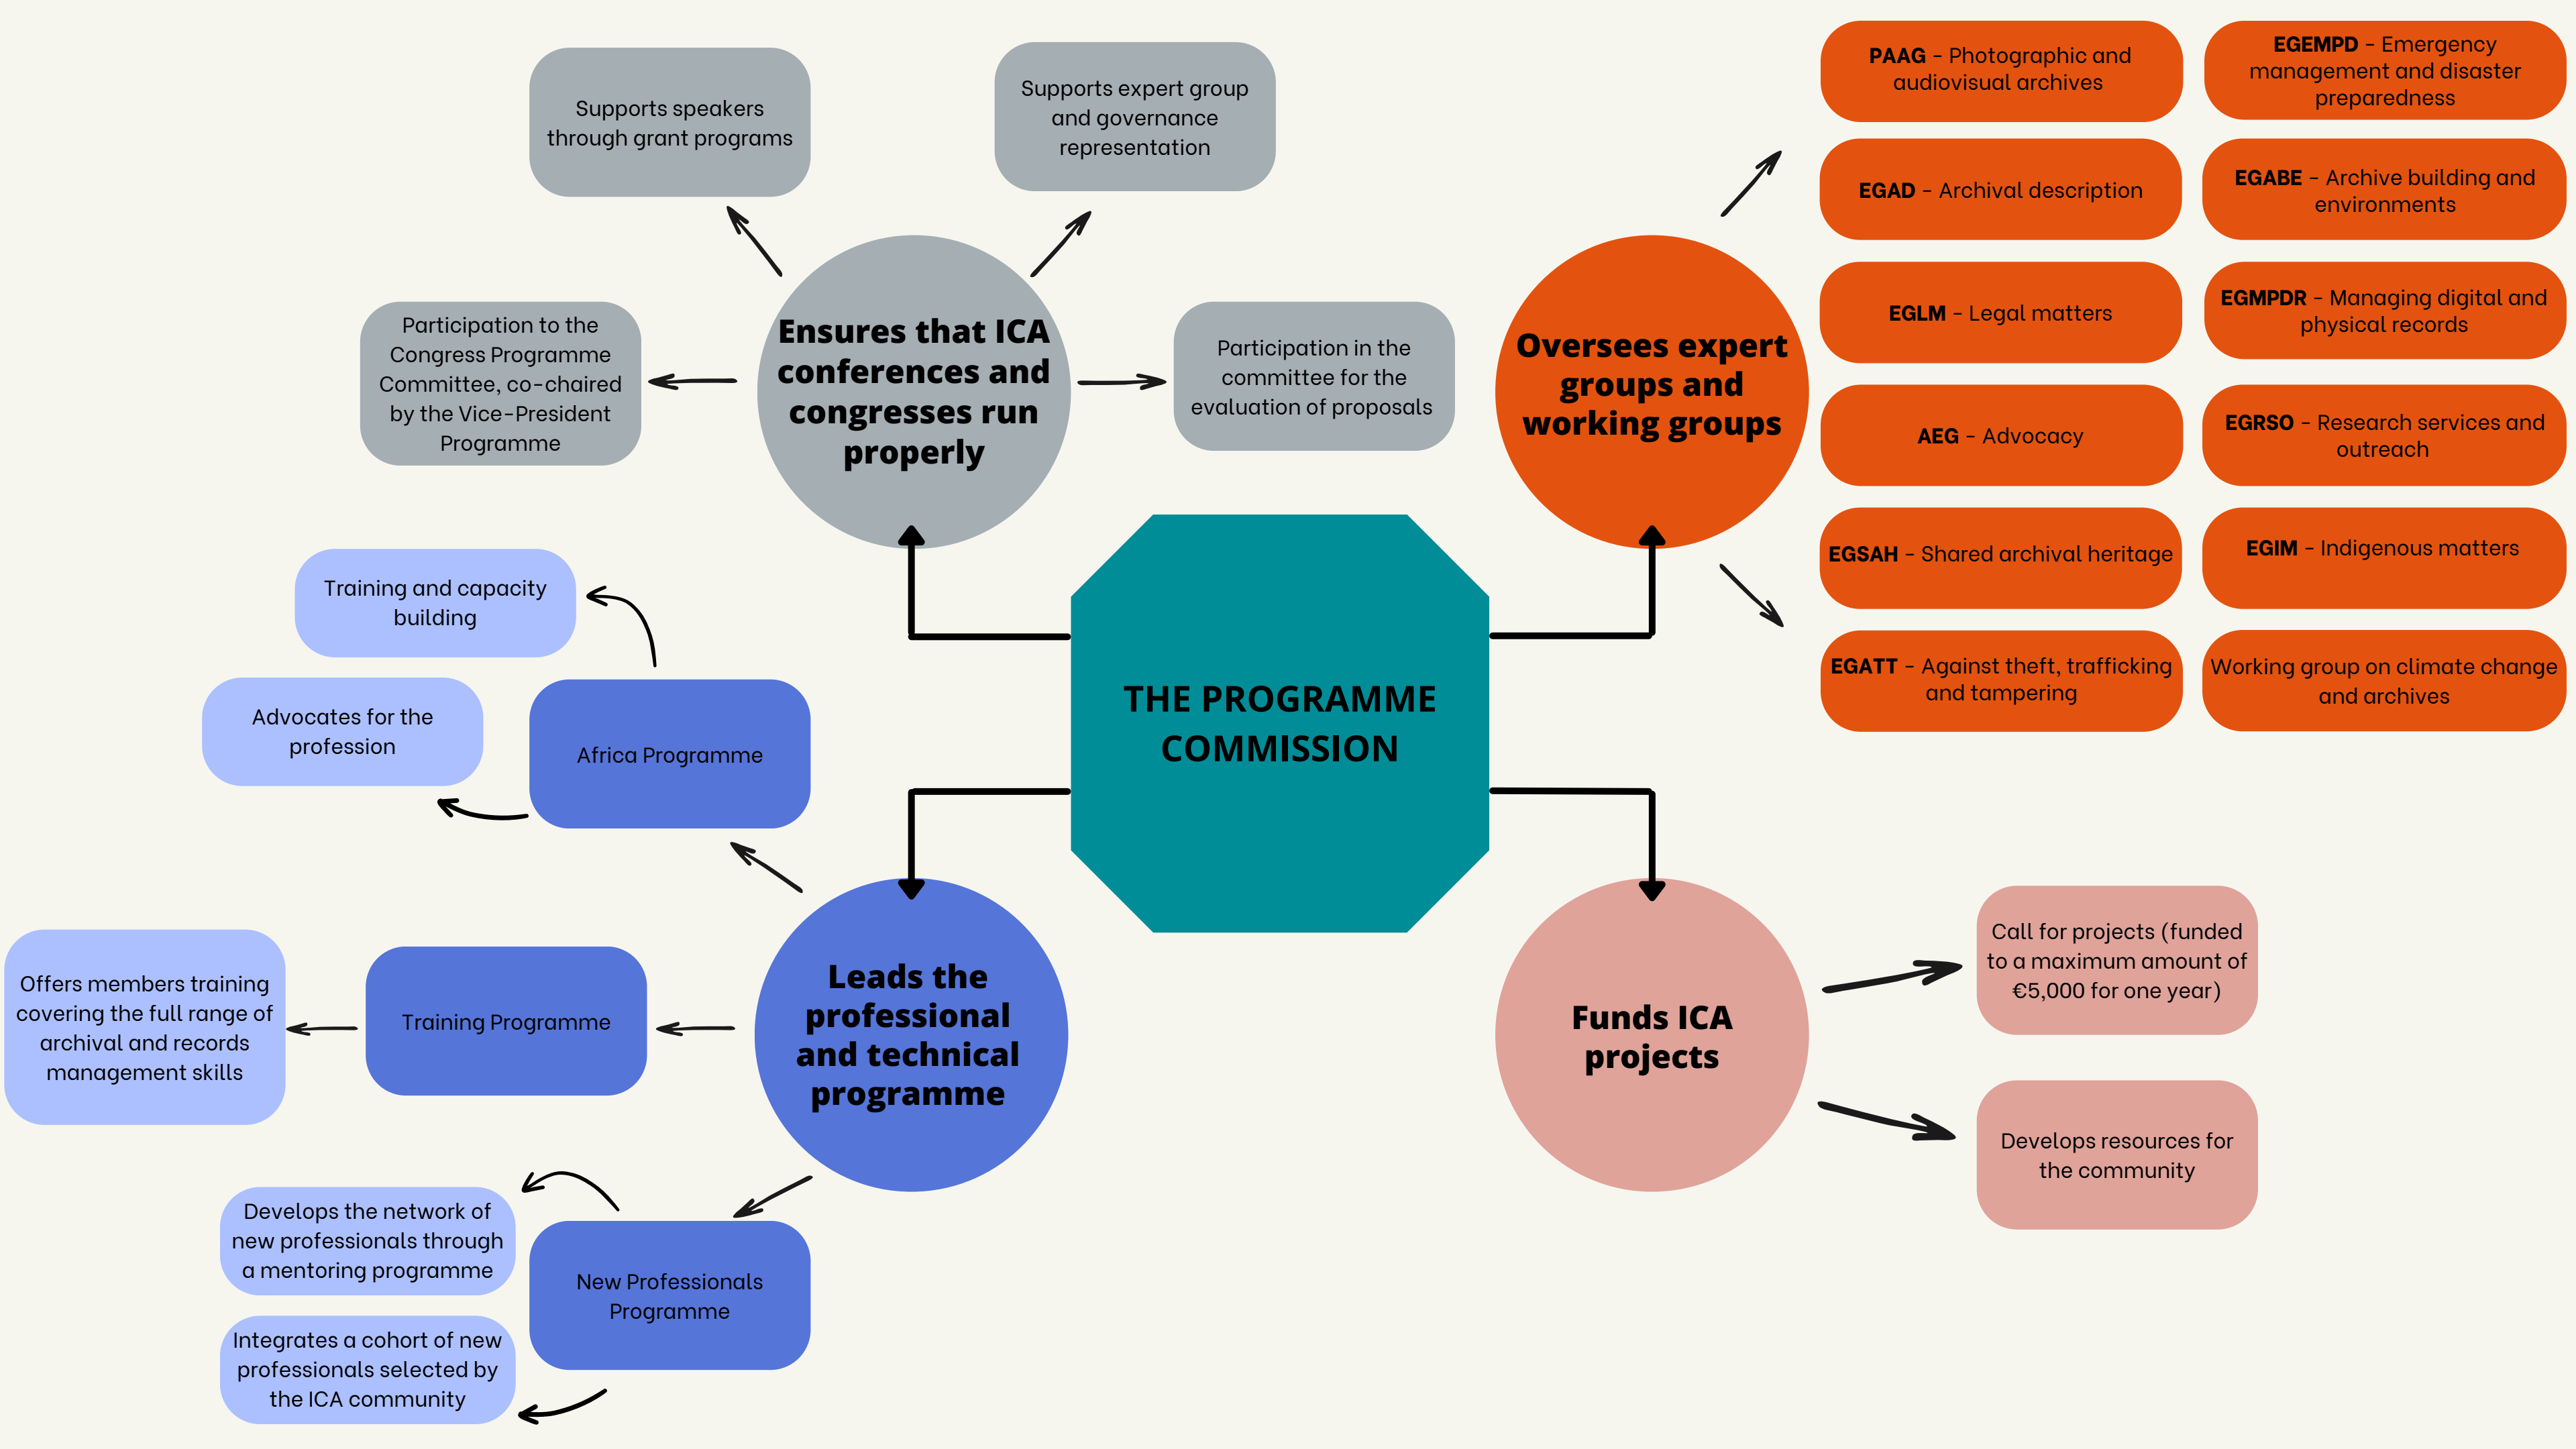 Supports speakers
through grant programs
Supports expert group
and governance
representation
Participation to the
Congress Programme
Committee, co-chaired
by the Vice-President
Programme
Ensures that ICA
conferences and
congresses run
properly
Participation in the
committee for the
evaluation of proposals
Oversees expert
groups and
working groups
PAAG - Photographic and
audiovisual archives
EGEMPD - Emergency
management and disaster
preparedness
EGAD - Archival description
EGABE - Archive building and
environments
EGLM - Legal matters
EGMPDR - Managing digital and
physical records
AEG - Advocacy
EGRSO - Research services and
outreach
EGSAH - Shared archival heritage
EGIM - Indigenous matters
EGATT - Against theft, trafficking
and tampering
Working group on climate change
and archives
THE PROGRAMME
COMMISSION
Training and capacity
building
Advocates for the
profession
Africa Programme
Offers members training
covering the full range of
archival and records
management skills
Training Programme
Leads the
professional
and technical
programme
Develops the network of
new professionals through
a mentoring programme
New Professionals
Programme
Integrates a cohort of new
professionals selected by
the ICA community
Funds ICA
projects
Call for projects (funded
to a maximum amount of
€5,000 for one year)
Develops resources for
the community